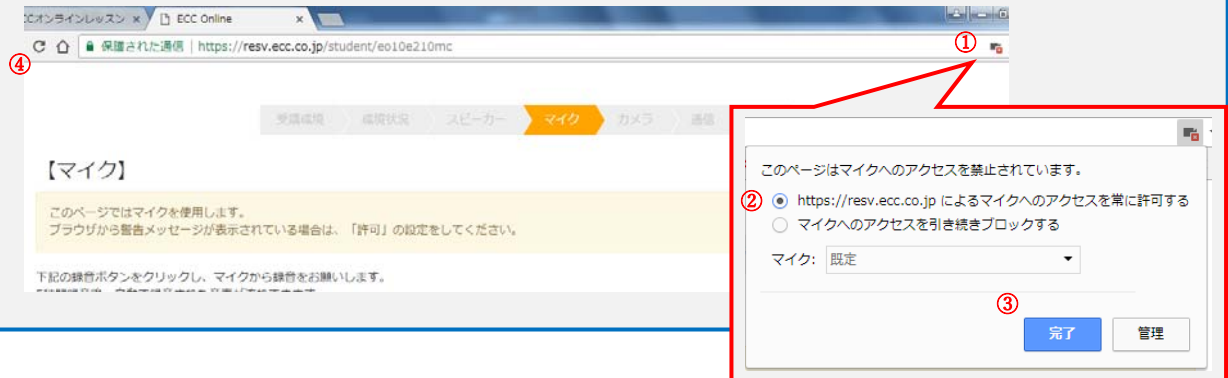 Cオンラインレッスン × ECC Online ×
保護された通信 | https://resv.ecc.co.jp/student/eo10e210mc
①
④
受講環境 環境状況 スピーカー マイク カメラ 通信
【マイク】
このページではマイクを使用します。
ブラウザから警告メッセージが表示されている場合は、「許可」の設定をしてください。
下記の録音ボタンをクリックし、マイクから録音をお願いします。
このページはマイクへのアクセスを禁止されています。
② https://resv.ecc.co.jp によるマイクへのアクセスを常に許可する
マイクへのアクセスを引き続きブロックする
マイク: 既定
③
完了 管理